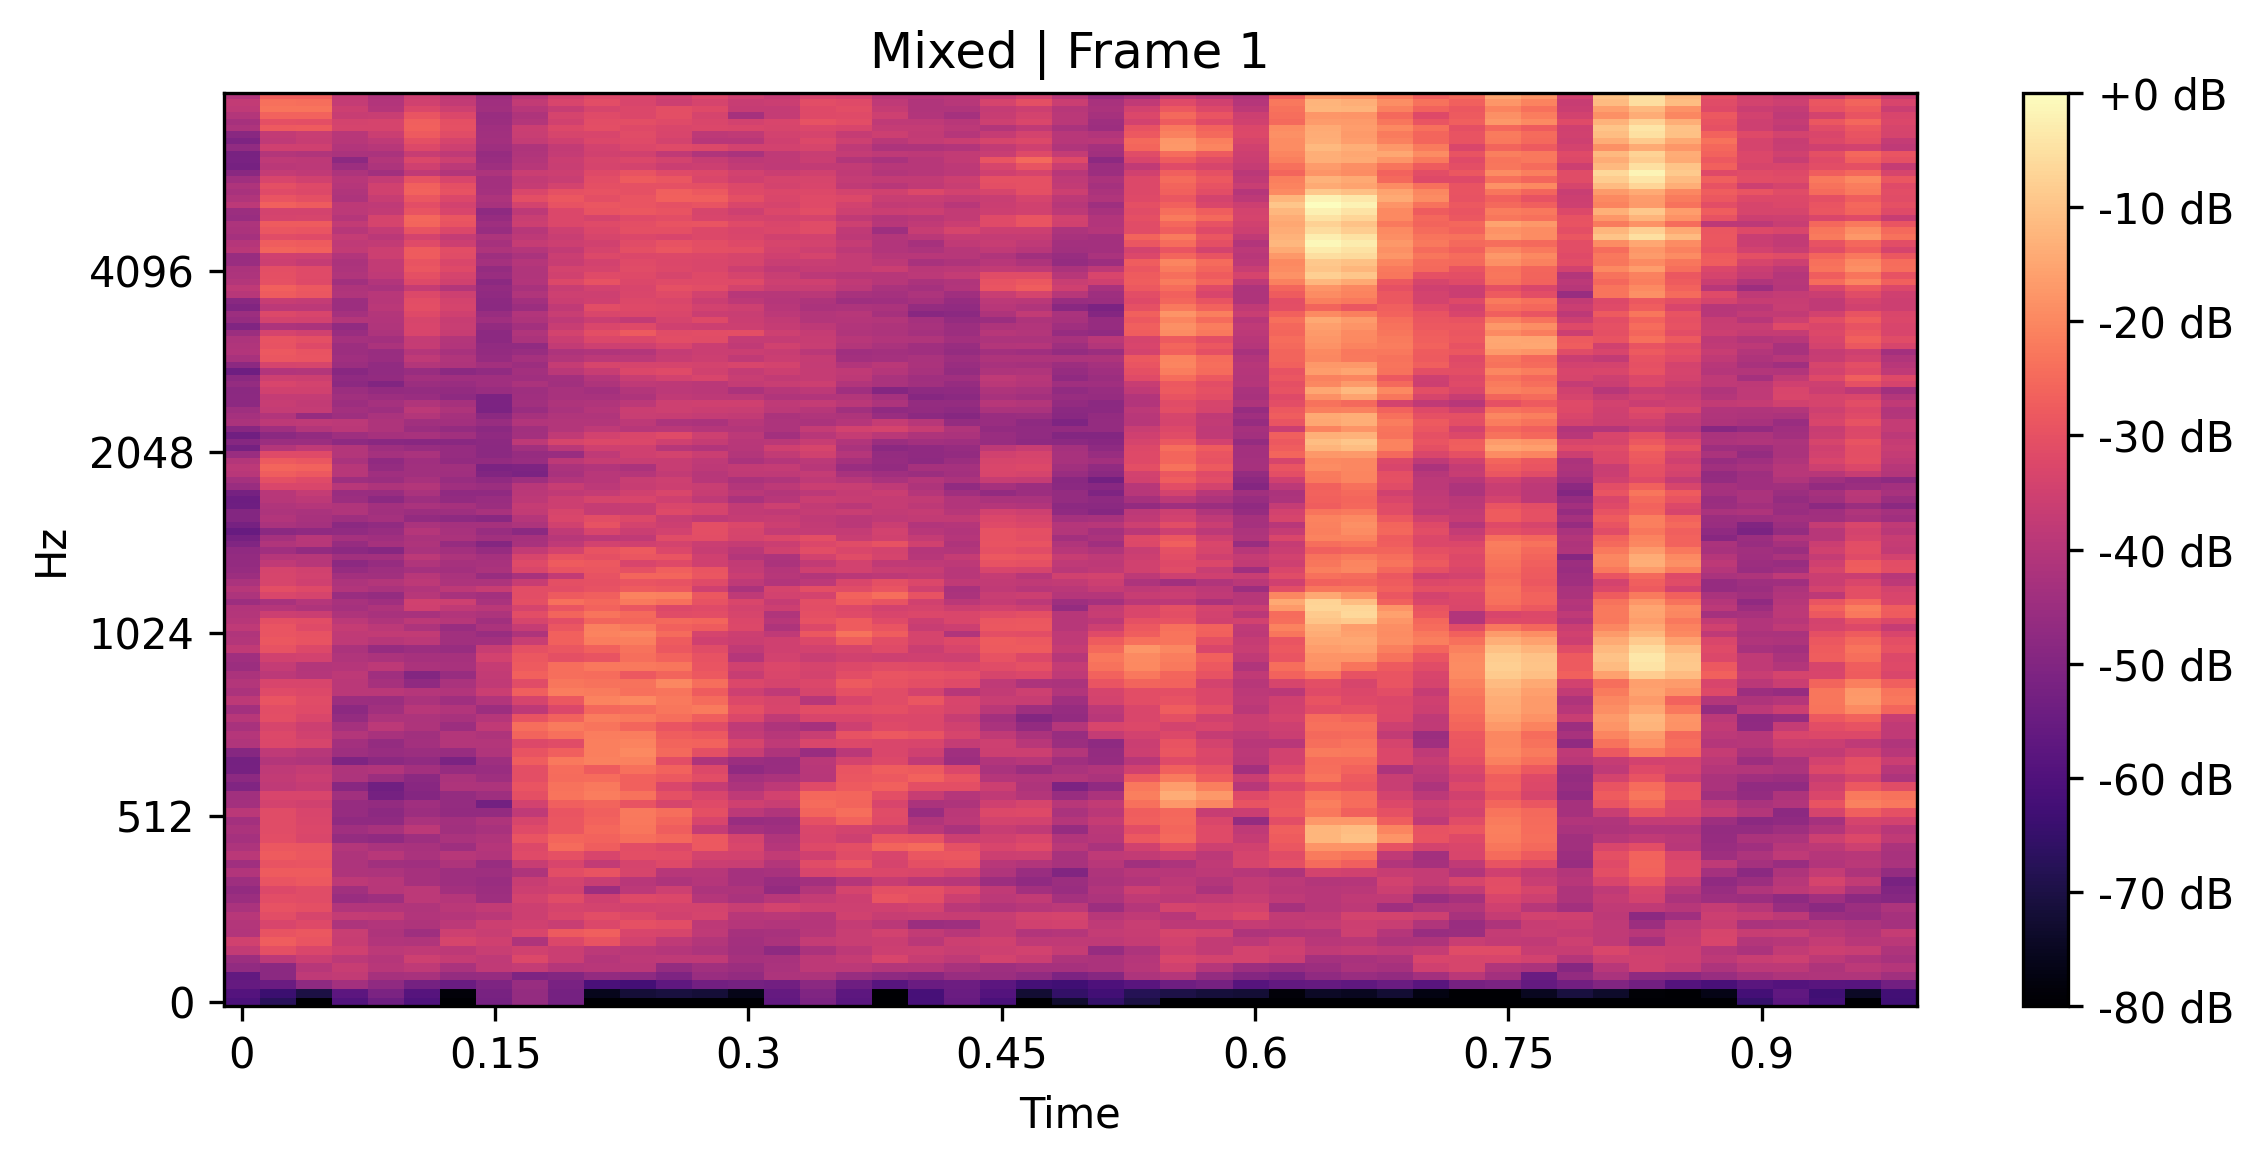 Mixed | Frame 1
Hz
4096
2048
1024
512
0
0 0.15 0.3 0.45 0.6 0.75 0.9
Time
+0 dB
-10 dB
-20 dB
-30 dB
-40 dB
-50 dB
-60 dB
-70 dB
-80 dB